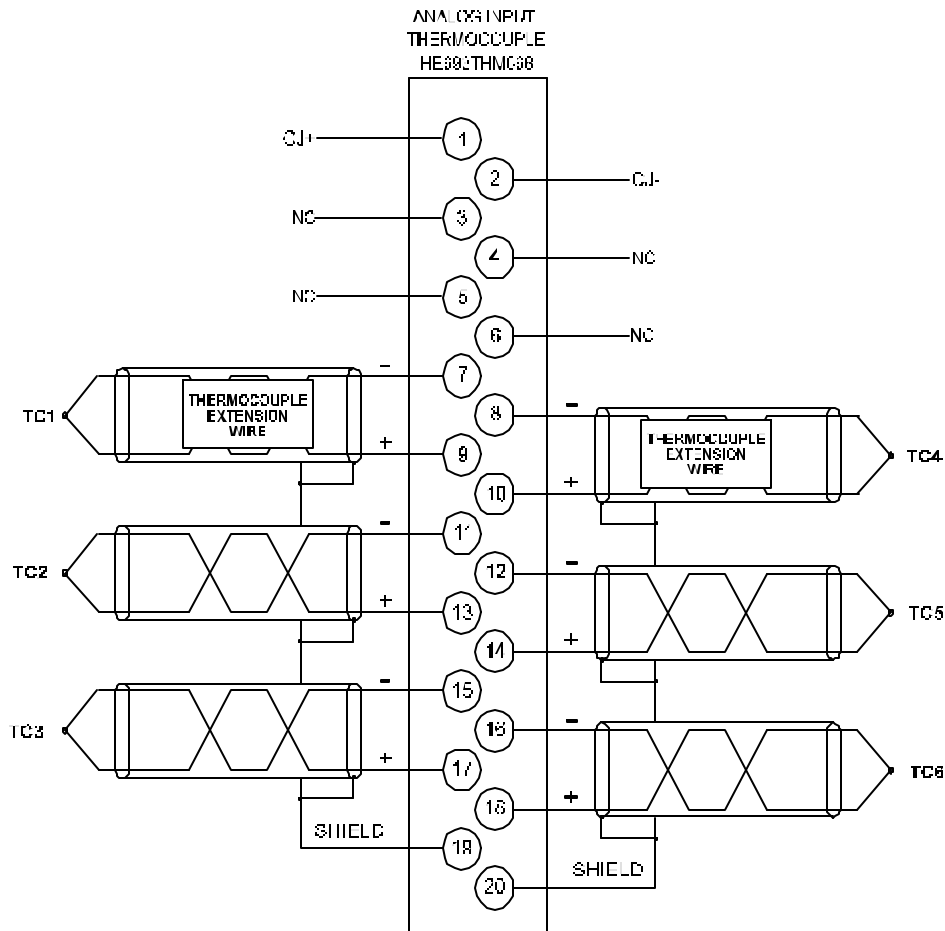 ANALOG INPUT
THERMOCOUPLE
CJ+
1
2
CJ-
NC
3
4
NC
NC
5
6
NC
-
7
TC1
THERMOCOUPLE
EXTENSION
WIRE
-
8
+
9
THERMOCOUPLE
EXTENSION
WIRE
TC4
+
10
-
11
TC2
-
12
+
13
TC5
+
14
-
15
TC3
-
16
+
17
TC6
+
18
SHIELD
19
SHIELD
20